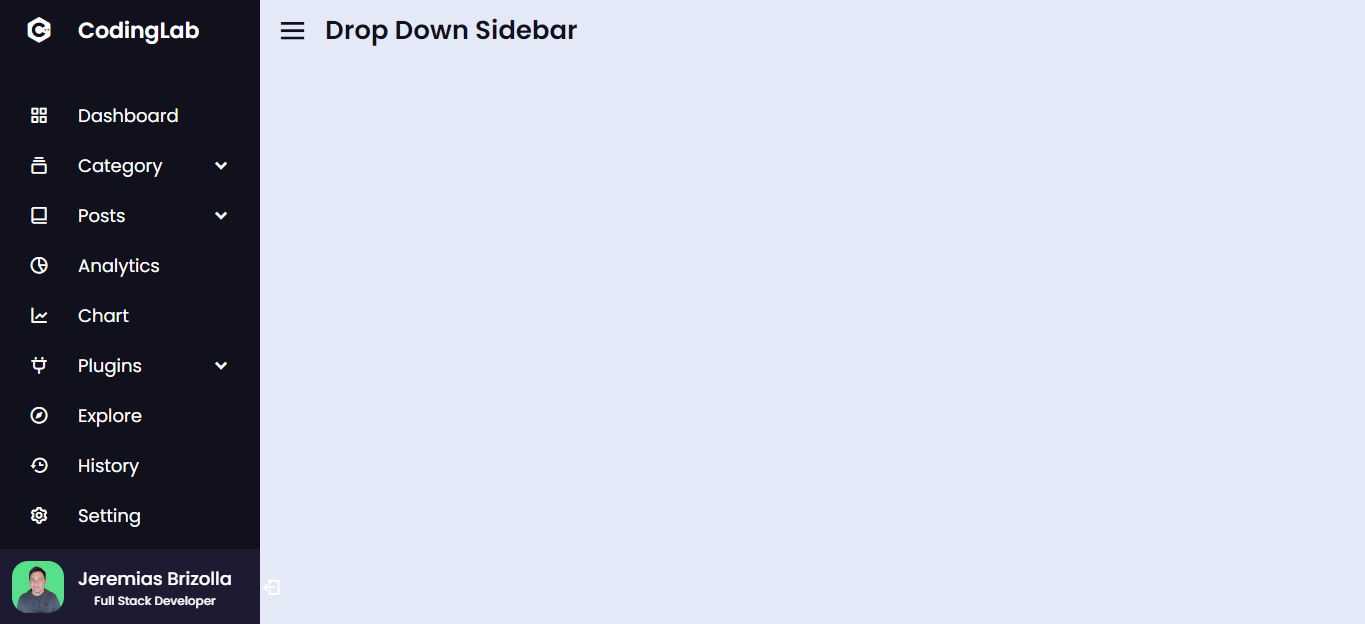 CodingLab
Drop Down Sidebar
Dashboard
Category
Posts
Analytics
Chart
Plugins
Explore
History
Setting
Jeremias Brizolla
Full Stack Developer